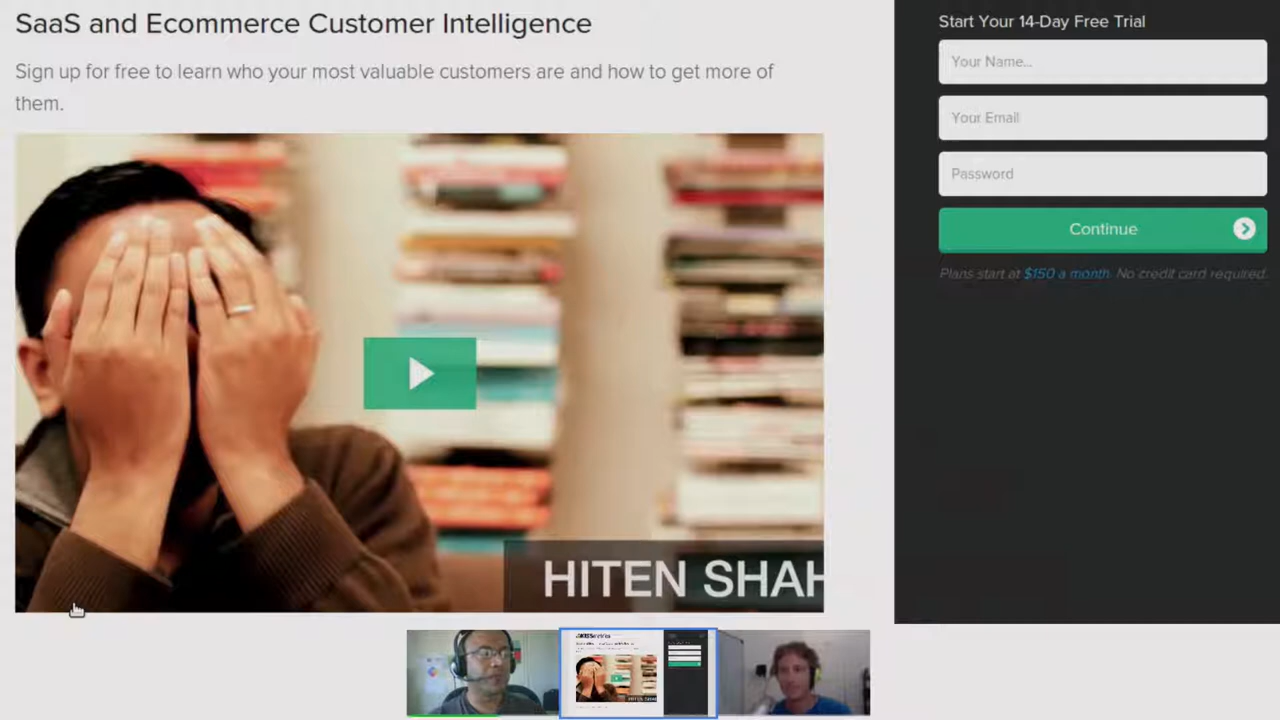 SaaS and Ecommerce Customer Intelligence
Sign up for free to learn who your most valuable customers are and how to get more of
them.
HITEN SHAH
Start Your 14-Day Free Trial
Your Name...
Your Email
Password
Continue
Plans start at $150 a month. No credit card required.